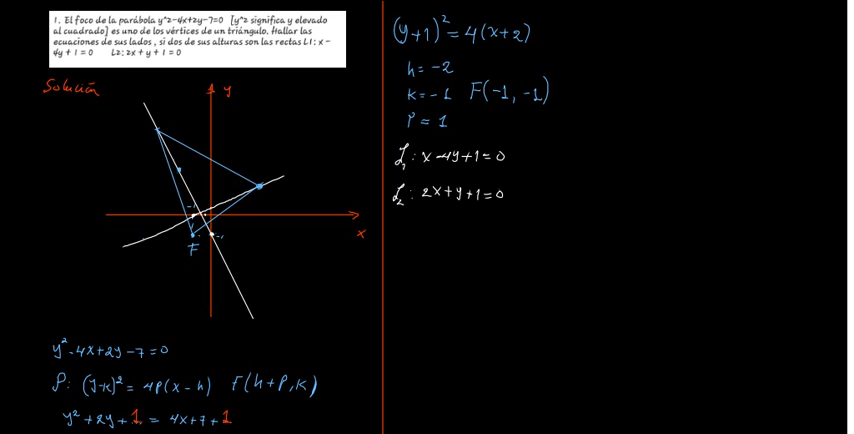 1. El foco de la parábola y^2-4x+2y-7=0 [y^2 significa y elevado
al cuadrado] es uno de los vértices de un triángulo. Hallar las
ecuaciones de sus lados, si dos de sus alturas son las rectas L1: x -
4y + 1 = 0 L2: 2x + y + 1 = 0
Solución
y
-1
x
-1
F
y² - 4x + 2y - 7 = 0
P: (y-k)² = 4P(x-h) F(h+P, k)
y² + 2y + 1 = 4x + 7 + 1
(y+1)² = 4(x+2)
h = -2
k = -1 F(-1, -1)
P = 1
L₁: x - 4y + 1 = 0
L₂: 2x + y + 1 = 0